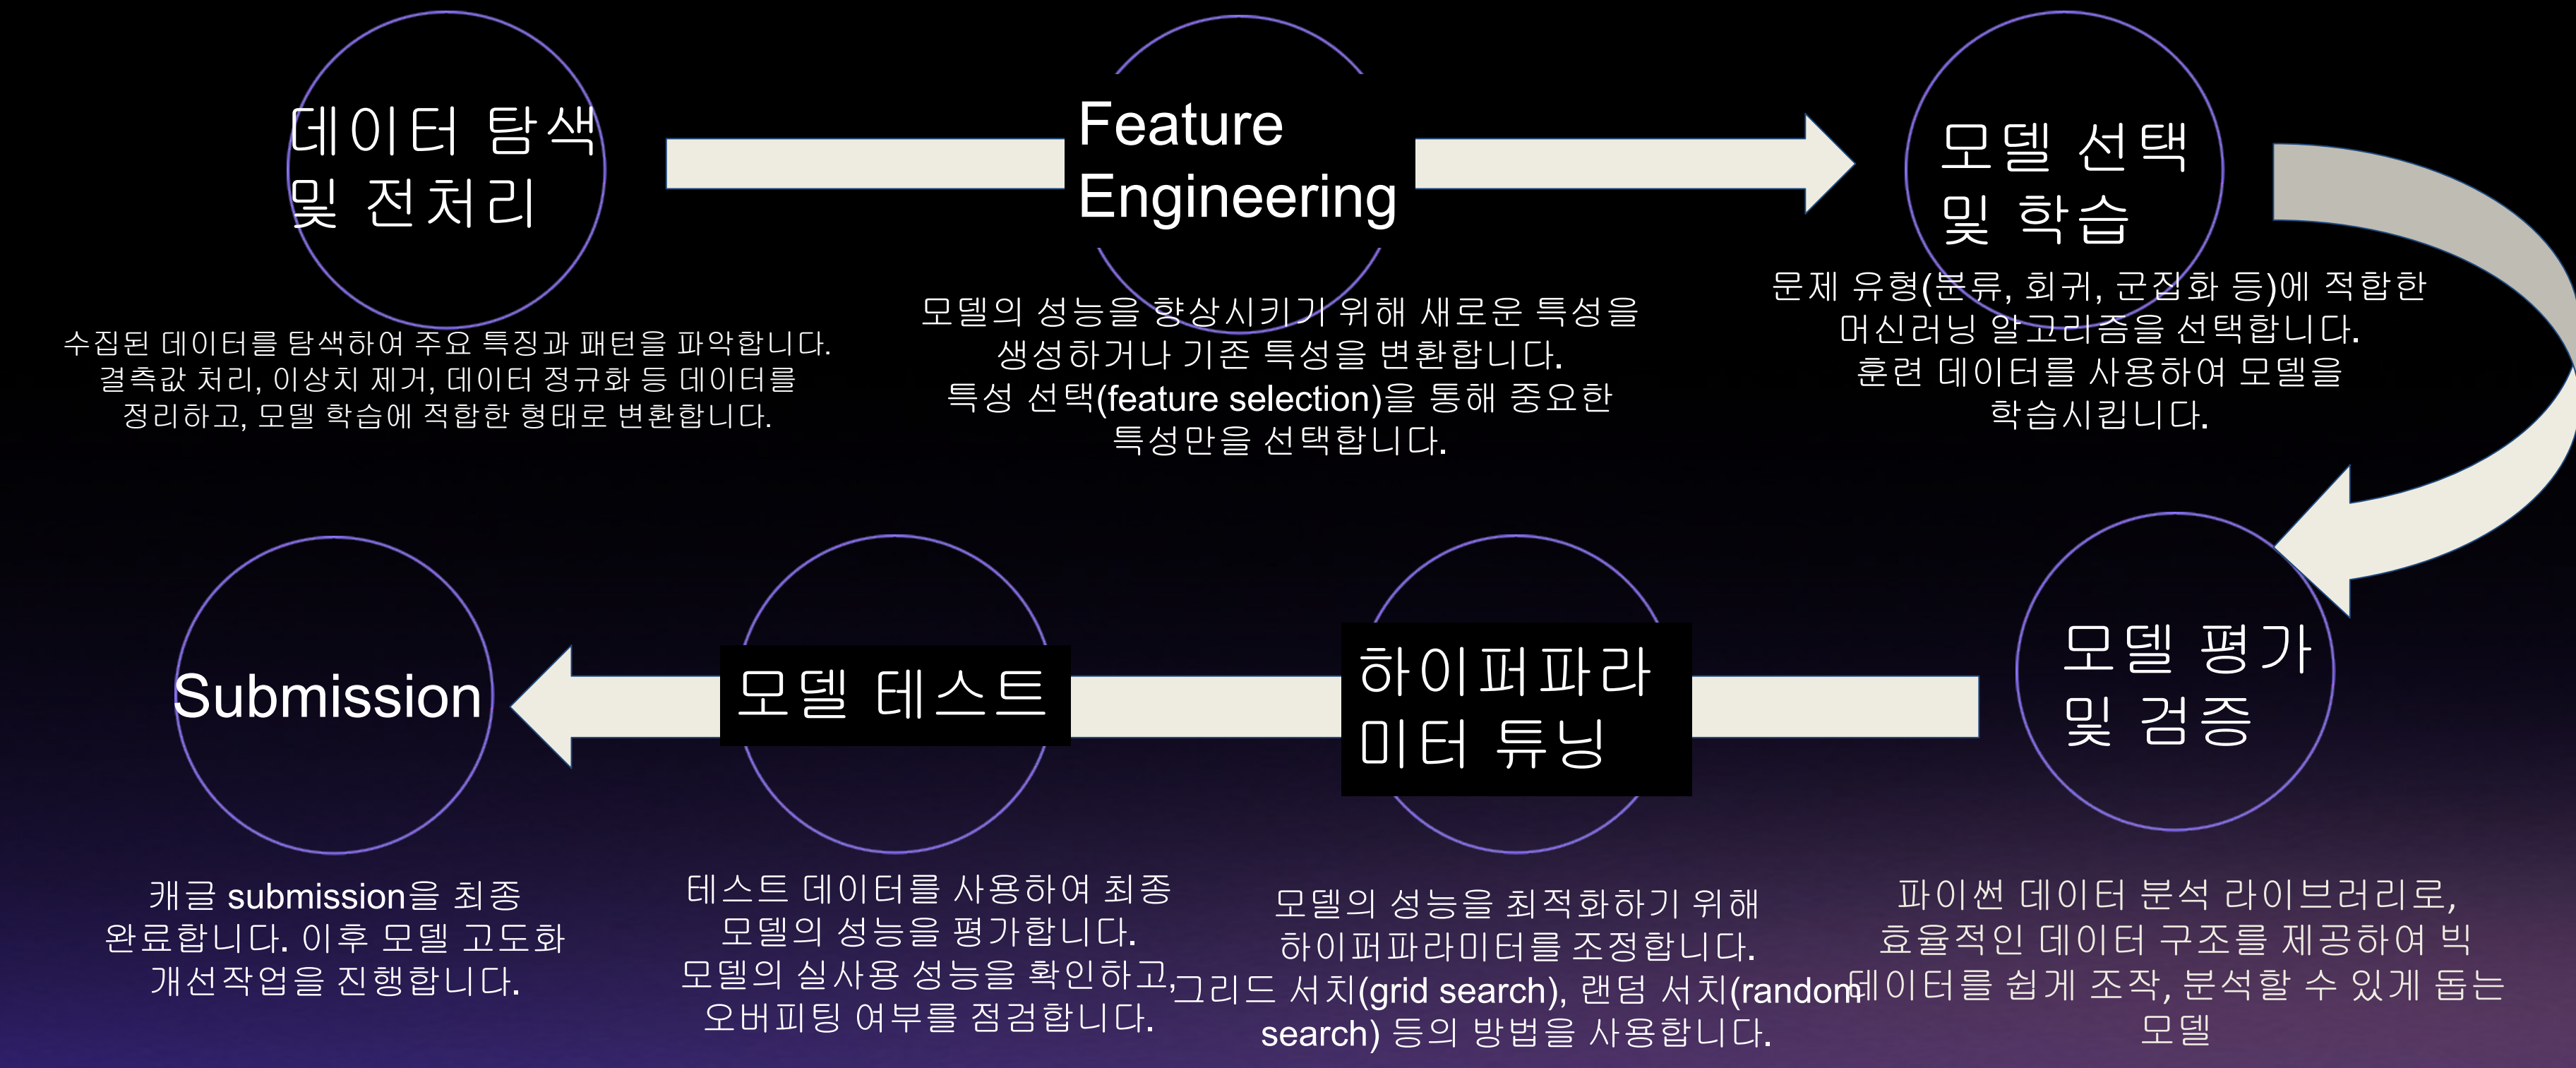 데이터 탐색
및 전처리
수집된 데이터를 탐색하여 주요 특징과 패턴을 파악합니다.
결측값 처리, 이상치 제거, 데이터 정규화 등 데이터를
정리하고, 모델 학습에 적합한 형태로 변환합니다.
Feature
Engineering
모델의 성능을 향상시키기 위해 새로운 특성을
생성하거나 기존 특성을 변환합니다.
특성 선택(feature selection)을 통해 중요한
특성만을 선택합니다.
모델 선택
및 학습
문제 유형(분류, 회귀, 군집화 등)에 적합한
머신러닝 알고리즘을 선택합니다.
훈련 데이터를 사용하여 모델을
학습시킵니다.
모델 평가
및 검증
파이썬 데이터 분석 라이브러리로,
효율적인 데이터 구조를 제공하여 빅
데이터를 쉽게 조작, 분석할 수 있게 돕는
모델
하이퍼파라
미터 튜닝
모델의 성능을 최적화하기 위해
하이퍼파라미터를 조정합니다.
그리드 서치(grid search), 랜덤 서치(random
search) 등의 방법을 사용합니다.
모델 테스트
테스트 데이터를 사용하여 최종
모델의 성능을 평가합니다.
모델의 실사용 성능을 확인하고,
오버피팅 여부를 점검합니다.
Submission
캐글 submission을 최종
완료합니다. 이후 모델 고도화
개선작업을 진행합니다.